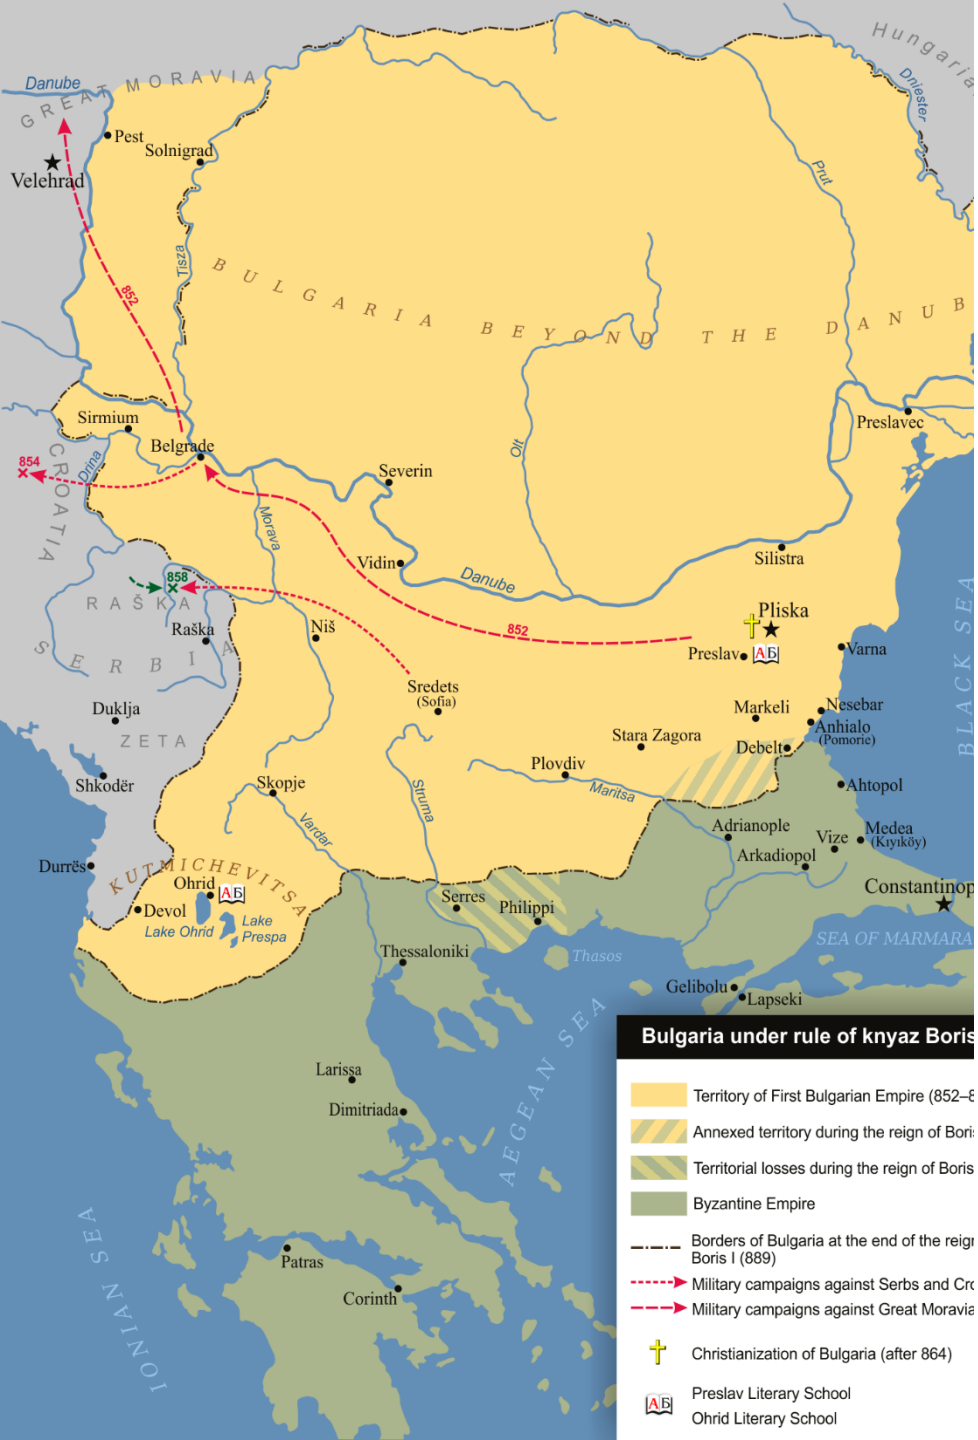 Hungaria
Danube
GREAT MORAVIA
Dniester
Pest
Solnigrad
Velehrad
Prut
Tisza
BULGARIA BEYOND THE DANUB
852
Sirmium
Preslavec
Belgrade
854
CROATIA
Drina
Olt
Severin
Morava
Silistra
Vidin
Danube
858
RAŠKA
Pliska
852
Raška
Niš
Preslav
АБ
Varna
BLACK SEA
SERBIA
Sredets
(Sofia)
Duklja
Markeli
Nesebar
Anhialo
(Pomorie)
ZETA
Stara Zagora
Debelt
Plovdiv
Shkodër
Skopje
Maritsa
Ahtopol
Struma
Vardar
Adrianople
Vize
Medea
(Kıyıköy)
Arkadiopol
Durrës
KUTMICHEVITSA
Ohrid
АБ
Constantinop
Devol
Serres
Philippi
Lake Ohrid
Lake
Prespa
SEA OF MARMARA
Thessaloniki
Thasos
Gelibolu
Lapseki
AEGEAN SEA
Larissa
Dimitriada
IONIAN SEA
Patras
Corinth
Bulgaria under rule of knyaz Boris
Territory of First Bulgarian Empire (852–8
Annexed territory during the reign of Boris
Territorial losses during the reign of Boris
Byzantine Empire
Borders of Bulgaria at the end of the reign
Boris I (889)
Military campaigns against Serbs and Cro
Military campaigns against Great Moravia
Christianization of Bulgaria (after 864)
АБ
Preslav Literary School
Ohrid Literary School